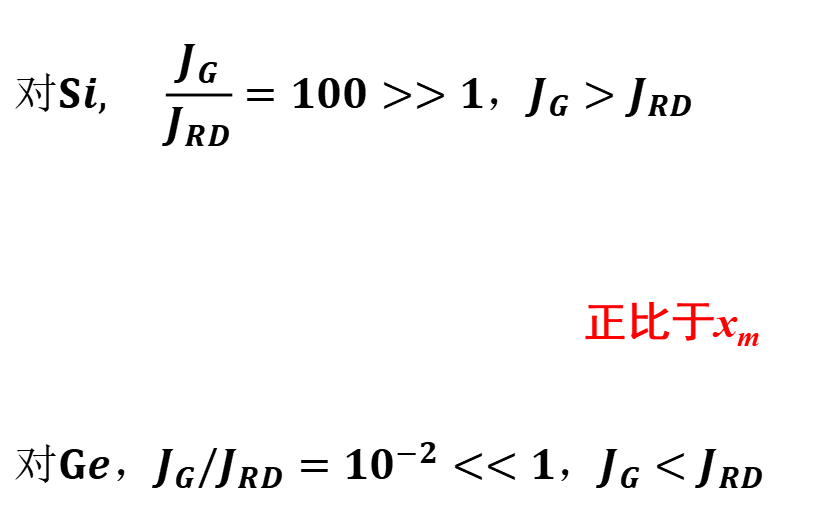 对Si, J_G/J_RD = 100 >> 1，J_G > J_RD
正比于x_m
对Ge，J_G/J_RD = 10^{-2} << 1，J_G < J_RD